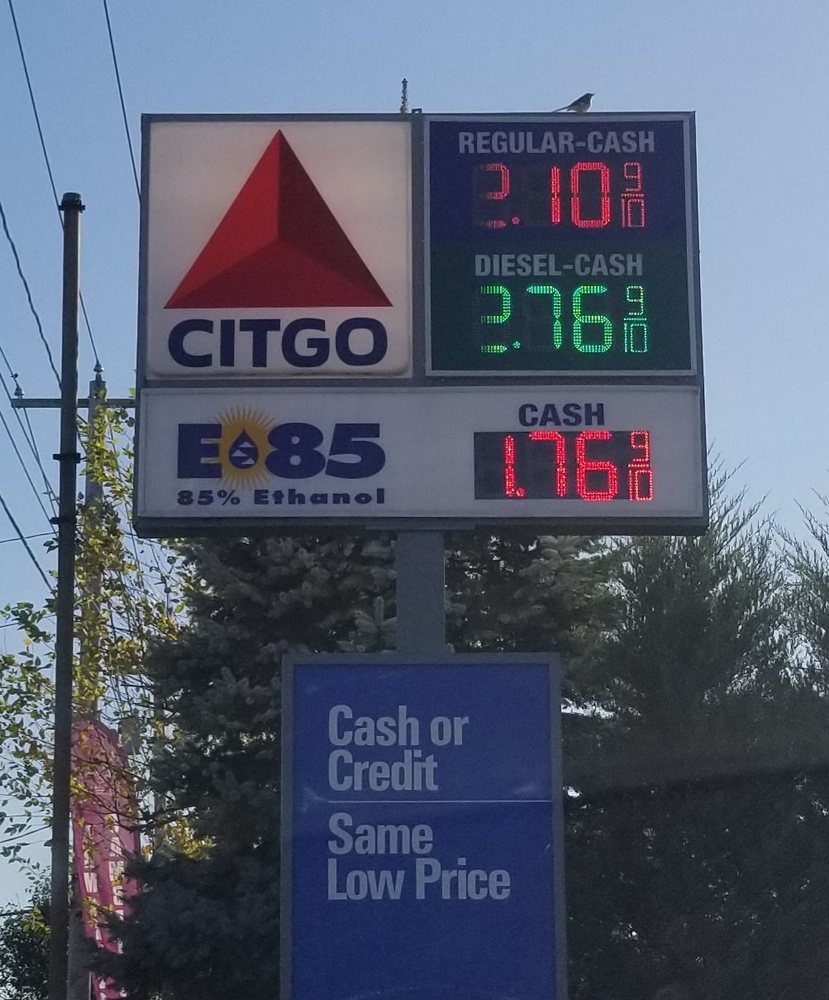 CITGO
REGULAR-CASH
2.10 9/10
DIESEL-CASH
2.76 9/10
E85
85% Ethanol
CASH
1.76 9/10
Cash or
Credit
Same
Low Price